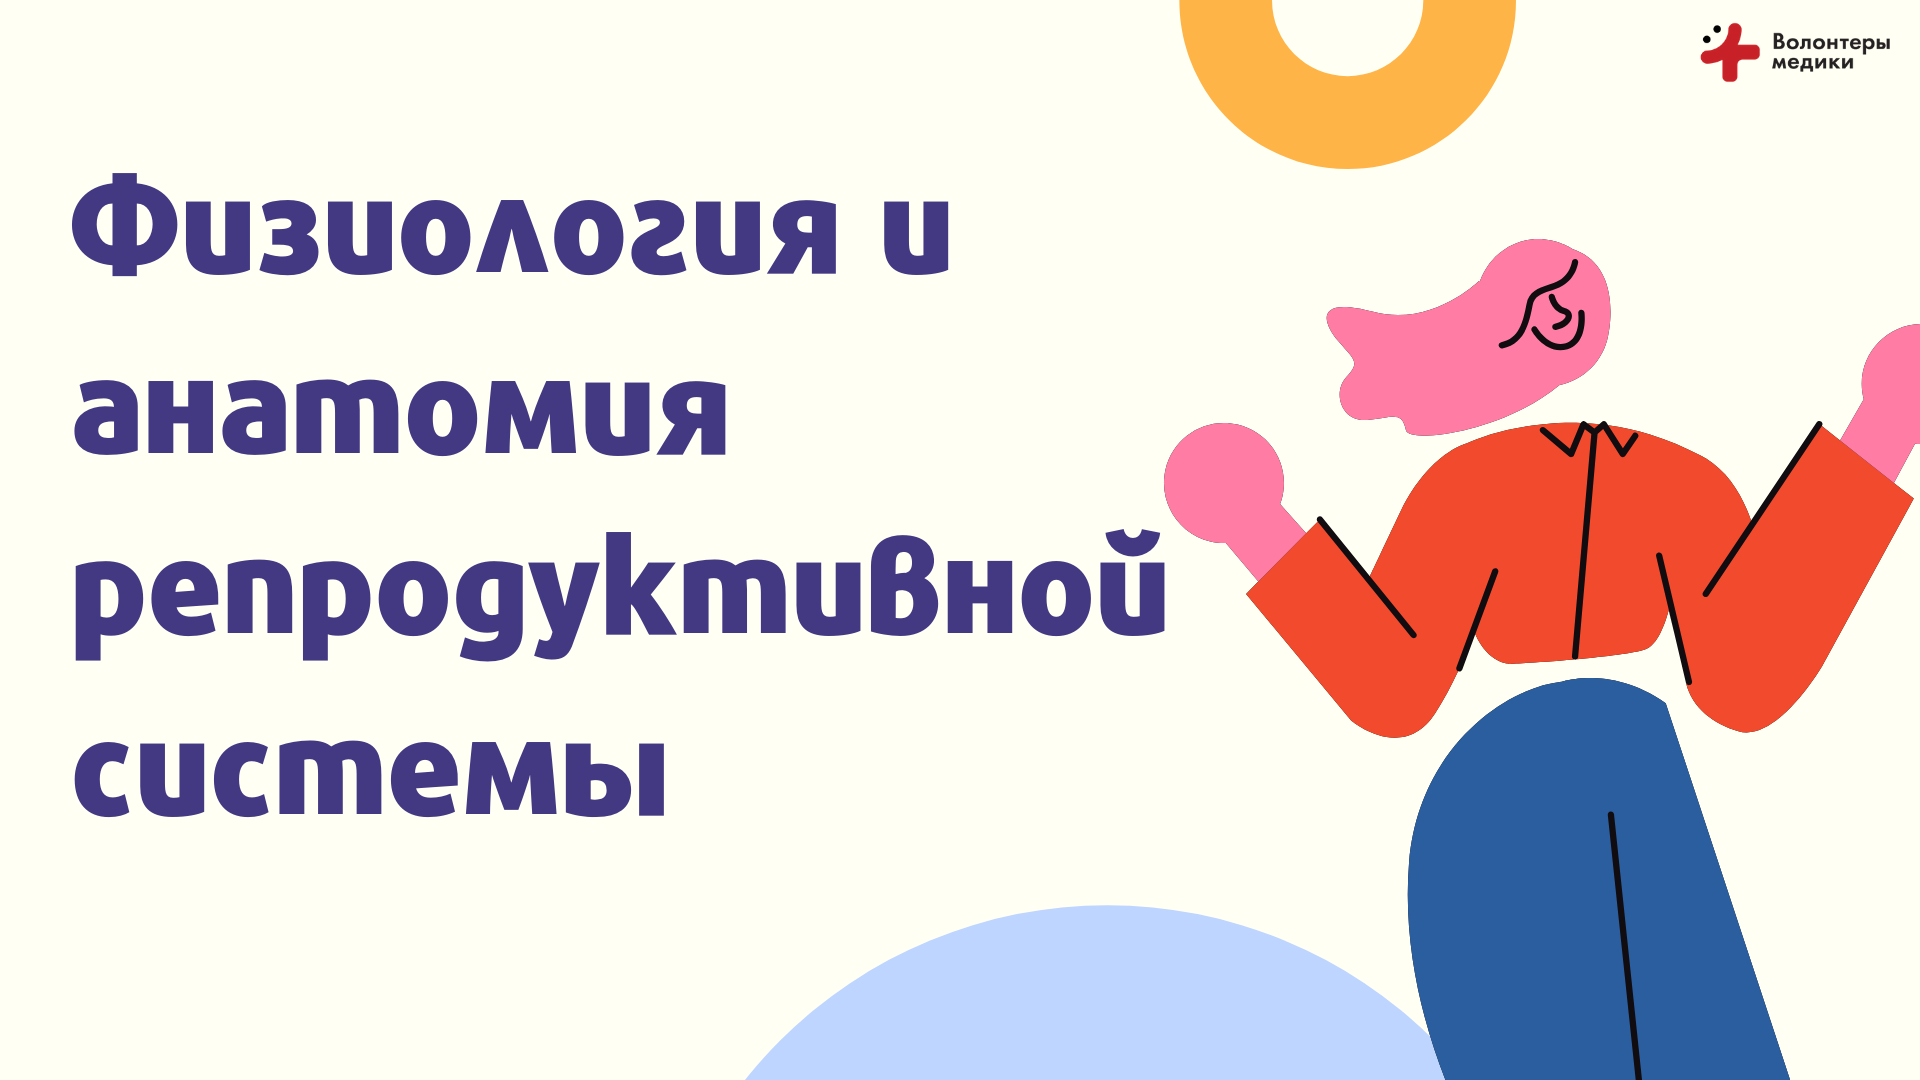 Волонтеры
медики
Физиология и
анатомия
репродуктивной
системы